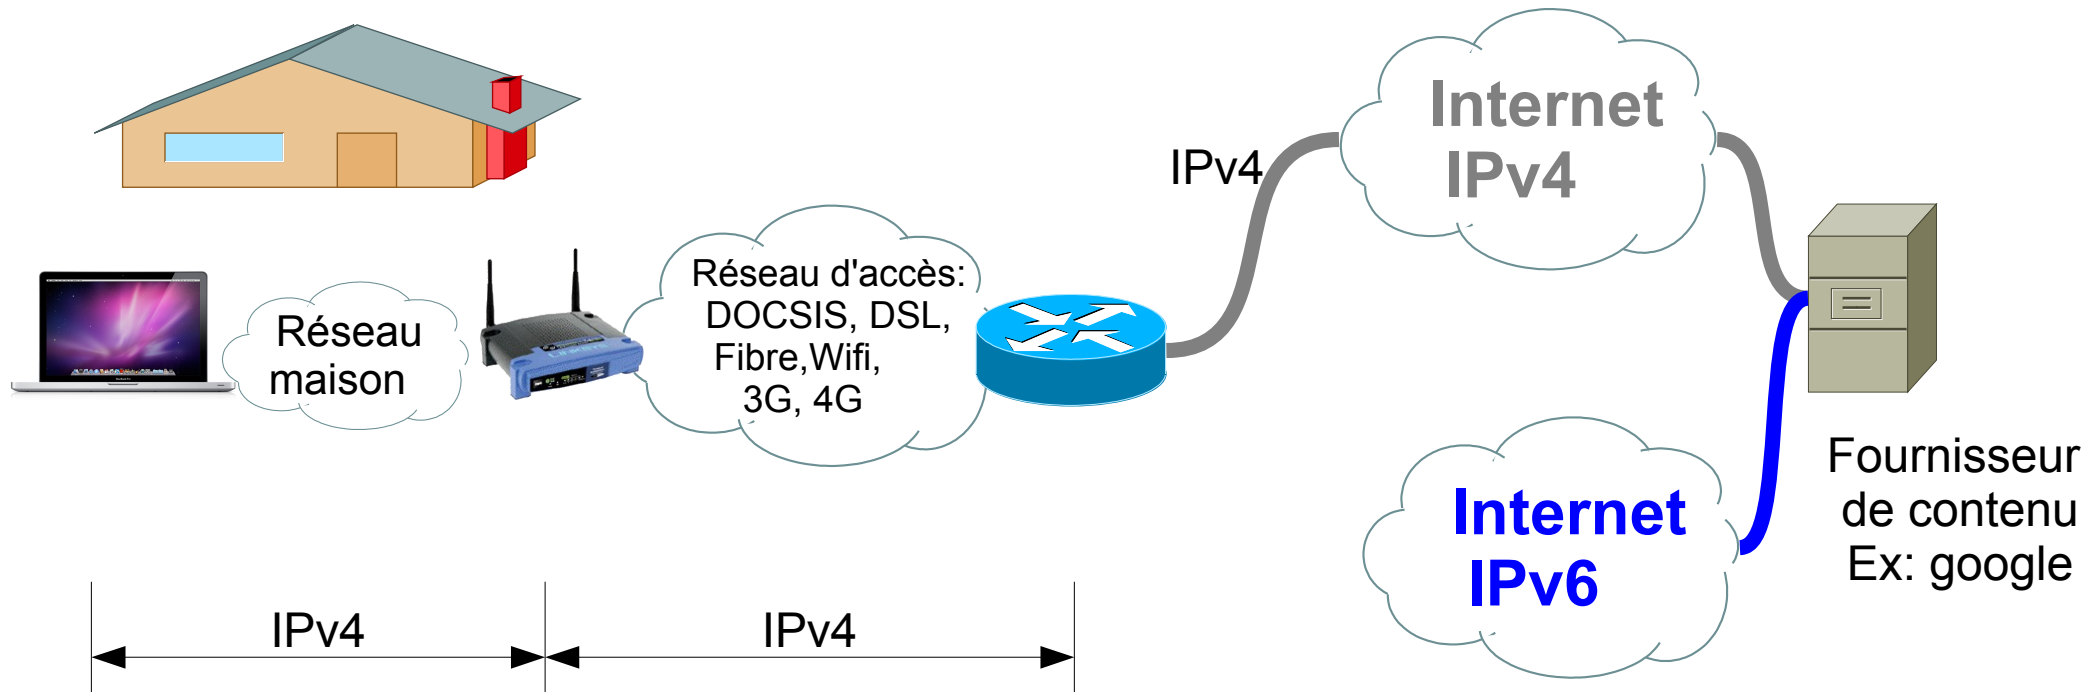 Internet
IPv4
IPv4
Réseau d'accès:
DOCSIS, DSL,
Fibre,Wifi,
3G, 4G
Réseau
maison
Fournisseur
de contenu
Ex: google
Internet
IPv6
IPv4
IPv4